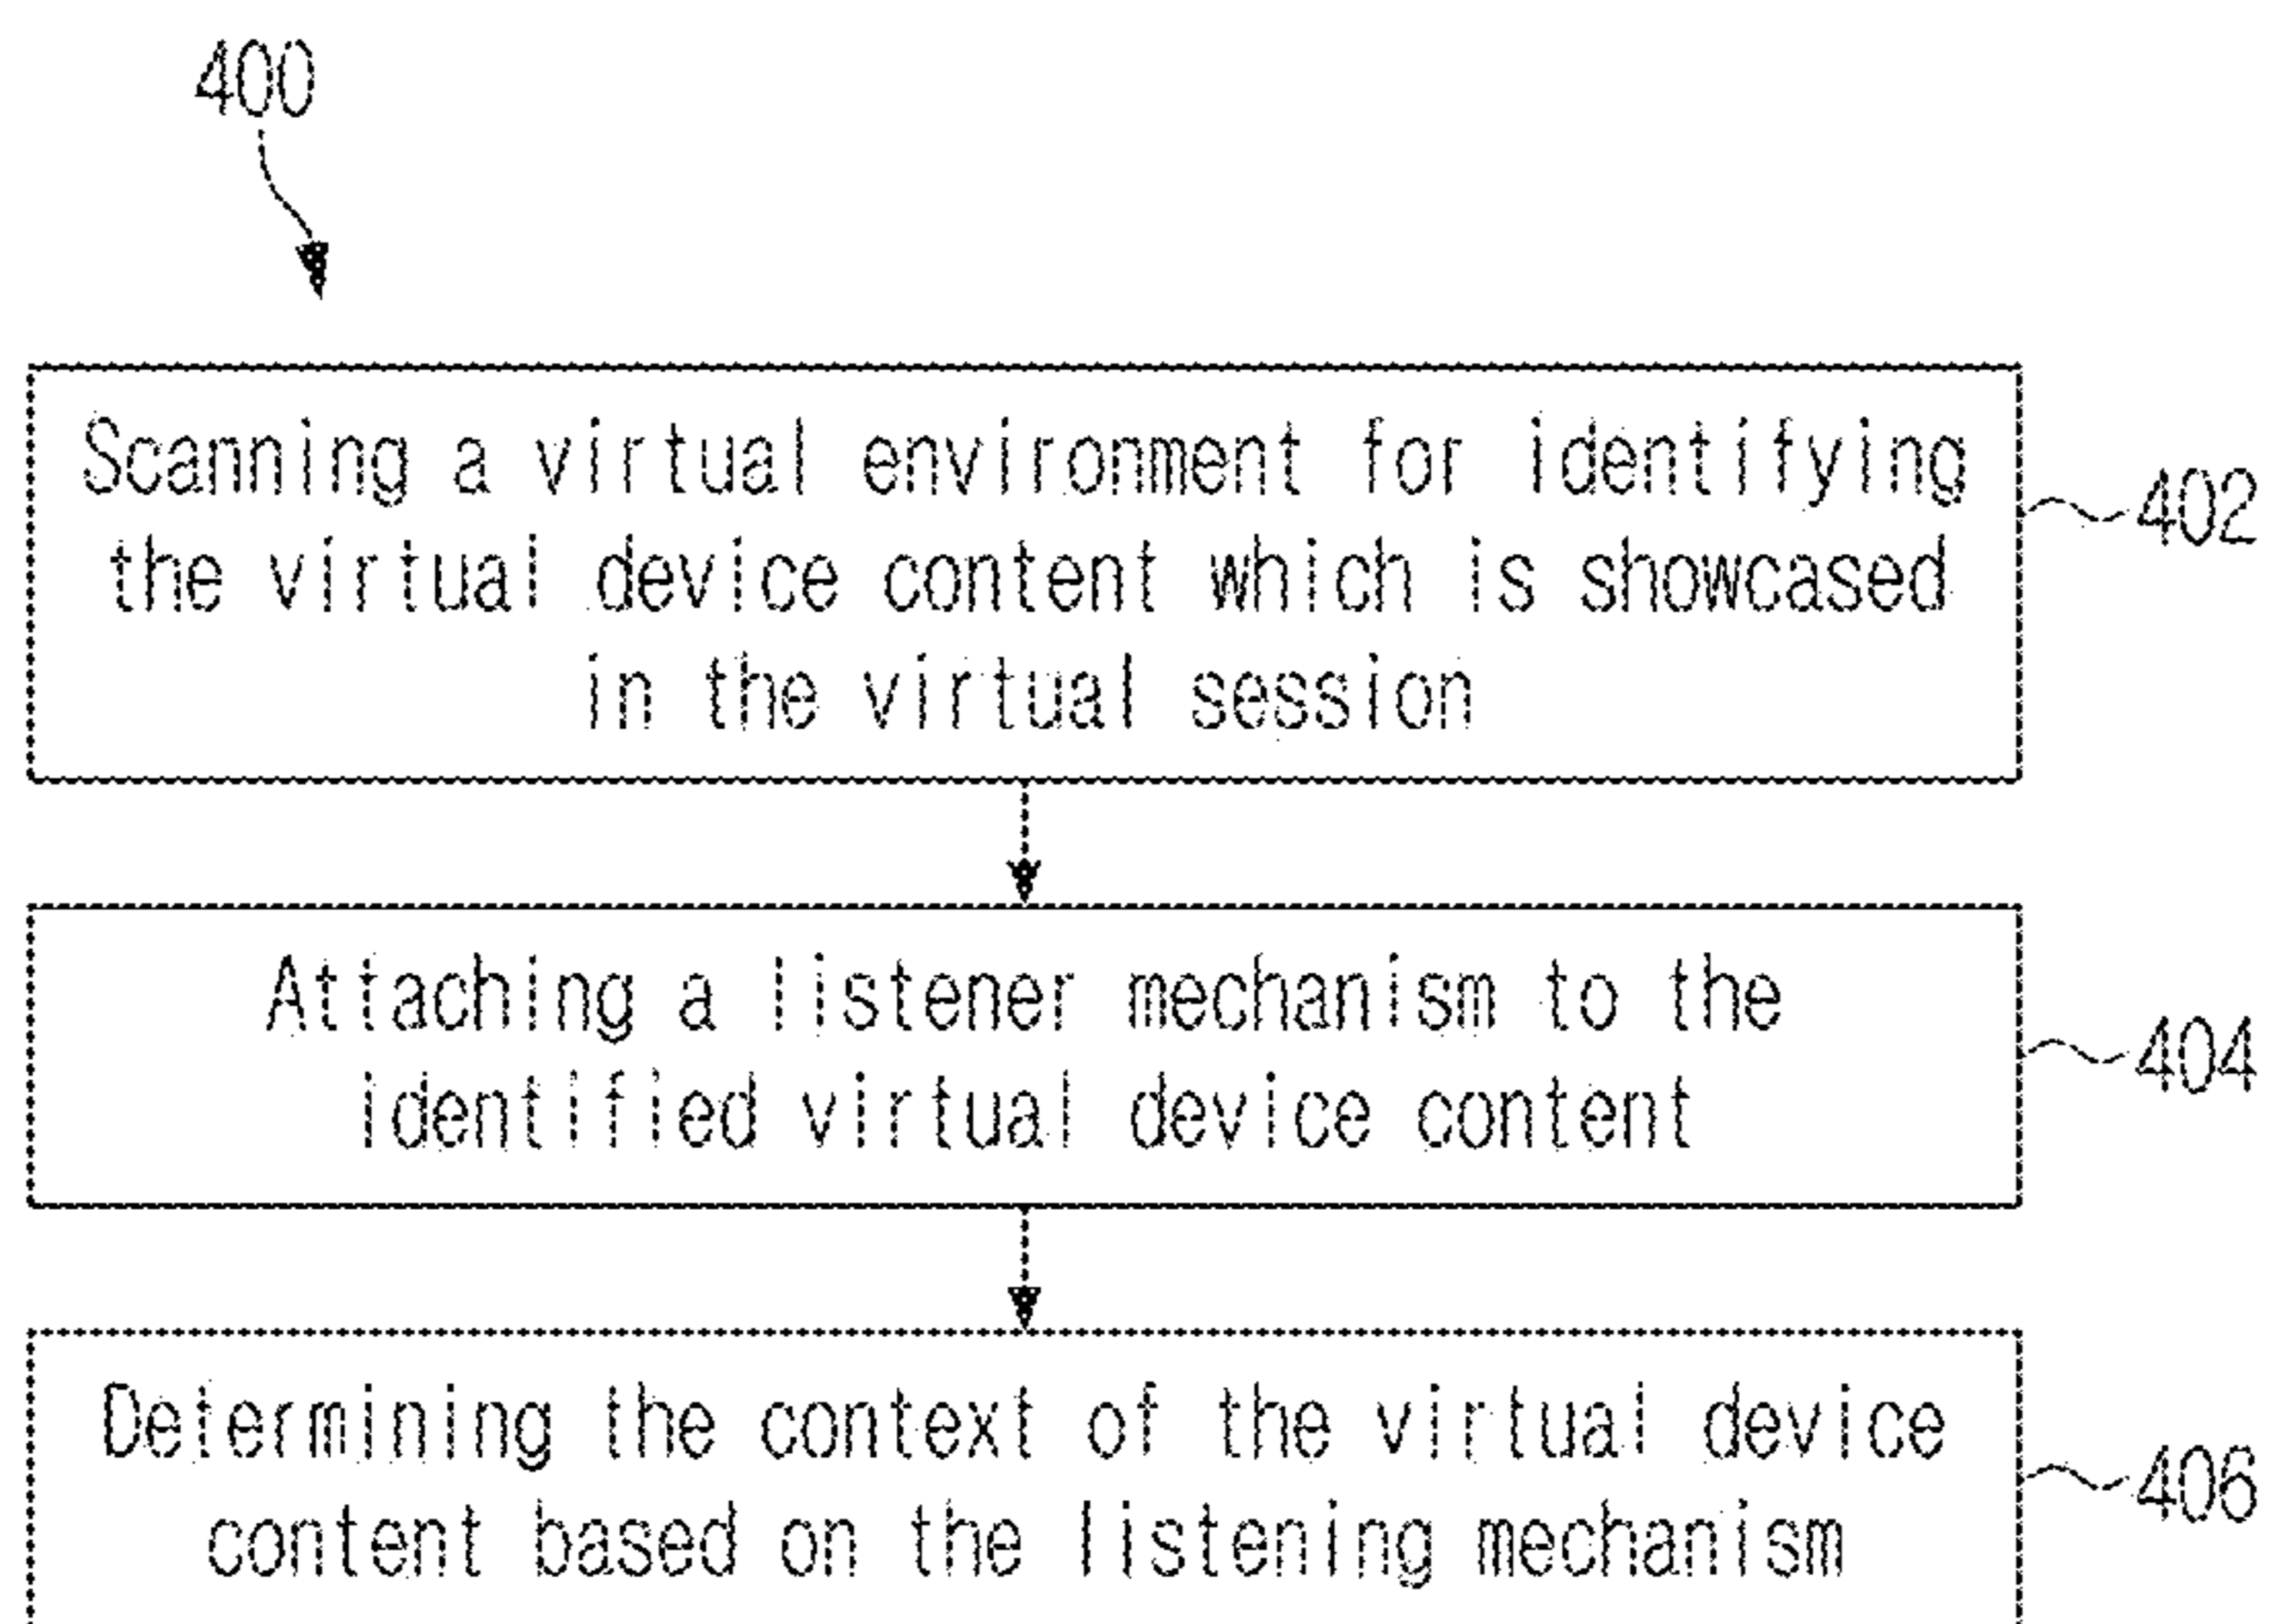 400
Scanning a virtual environment for identifying
the virtual device content which is showcased
in the virtual session
402
Attaching a listener mechanism to the
identified virtual device content
404
Determining the context of the virtual device
content based on the listening mechanism
406